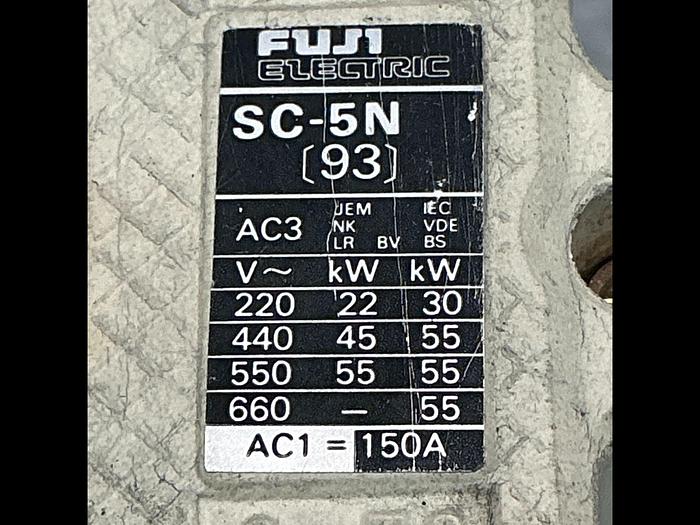 FUJI
ELECTRIC
SC-5N
[93]
AC3 JEM IEC
NK VDE
LR BV BS
V~ kW kW
220 22 30
440 45 55
550 55 55
660 — 55
AC1 = 150A